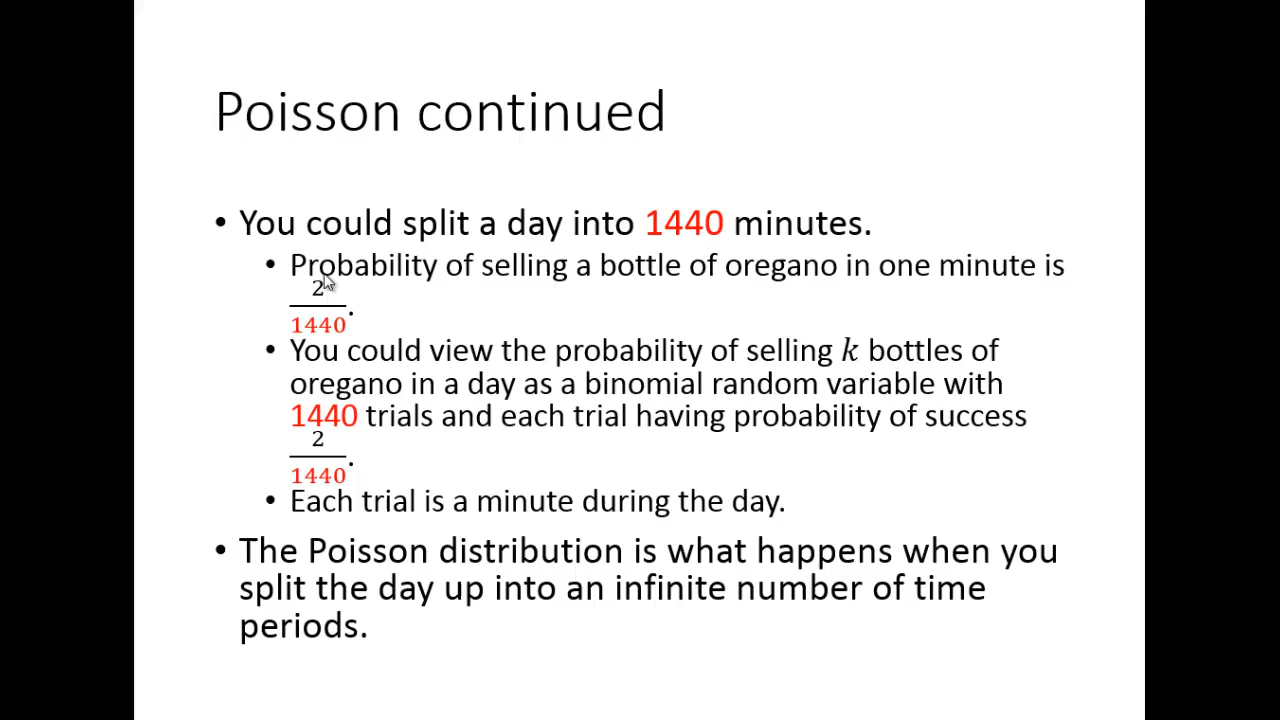 Poisson continued
• You could split a day into 1440 minutes.
• Probability of selling a bottle of oregano in one minute is
2
1440.
• You could view the probability of selling k bottles of
oregano in a day as a binomial random variable with
1440 trials and each trial having probability of success
2
1440.
• Each trial is a minute during the day.
• The Poisson distribution is what happens when you
split the day up into an infinite number of time
periods.